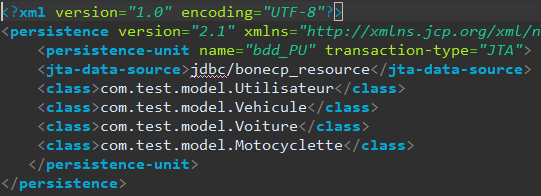 <?xml version="1.0" encoding="UTF-8"?>
<persistence version="2.1" xmlns="http://xmlns.jcp.org/xml/n
<persistence-unit name="bdd_PU" transaction-type="JTA">
<jta-data-source>jdbc/bonecp_resource</jta-data-source>
<class>com.test.model.Utilisateur</class>
<class>com.test.model.Vehicule</class>
<class>com.test.model.Voiture</class>
<class>com.test.model.Motocyclette</class>
</persistence-unit>
</persistence>